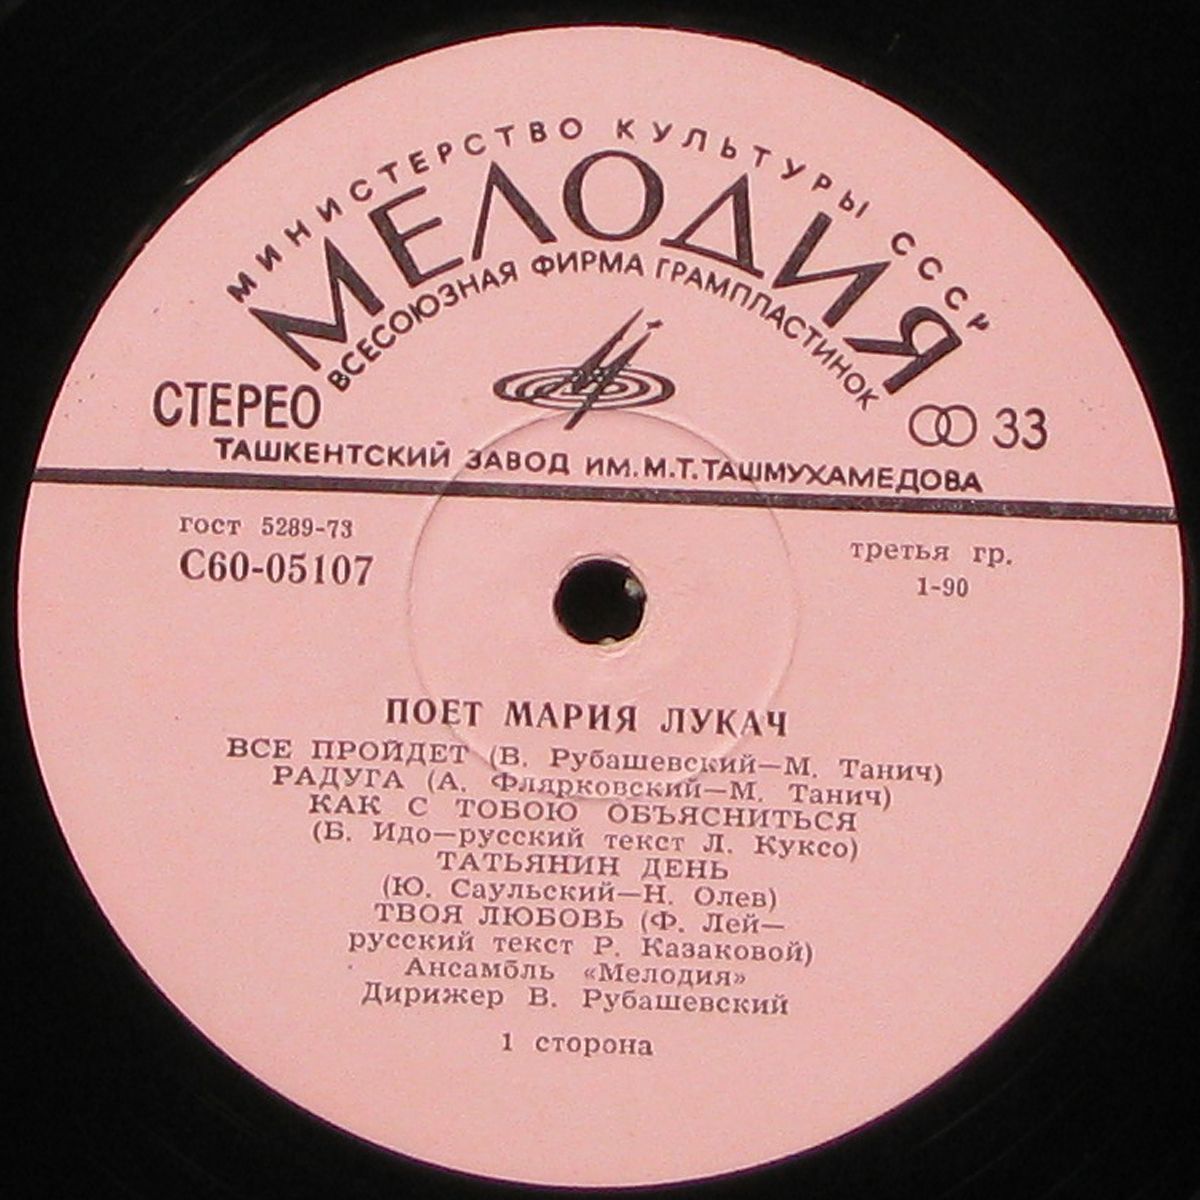 МИНИСТЕРСТВО КУЛЬТУРЫ СССР
МЕЛОДИЯ
ВСЕСОЮЗНАЯ ФИРМА ГРАМПЛАСТИНОК
СТЕРЕО
33
ТАШКЕНТСКИЙ ЗАВОД ИМ.М.Т.ТАШМУХАМЕДОВА
гост 5289-73
С60-05107
третья гр.
1-90
ПОЕТ МАРИЯ ЛУКАЧ
ВСЕ ПРОЙДЕТ (В. Рубашевский—М. Танич)
РАДУГА (А. Флярковский—М. Танич)
КАК С ТОБОЮ ОБЪЯСНИТЬСЯ
(Б. Идо—русский текст Л. Куксо)
ТАТЬЯНИН ДЕНЬ
(Ю. Саульский—Н. Олев)
ТВОЯ ЛЮБОВЬ (Ф. Лей—
русский текст Р. Казаковой)
Ансамбль «Мелодия»
Дирижер В. Рубашевский
1 сторона